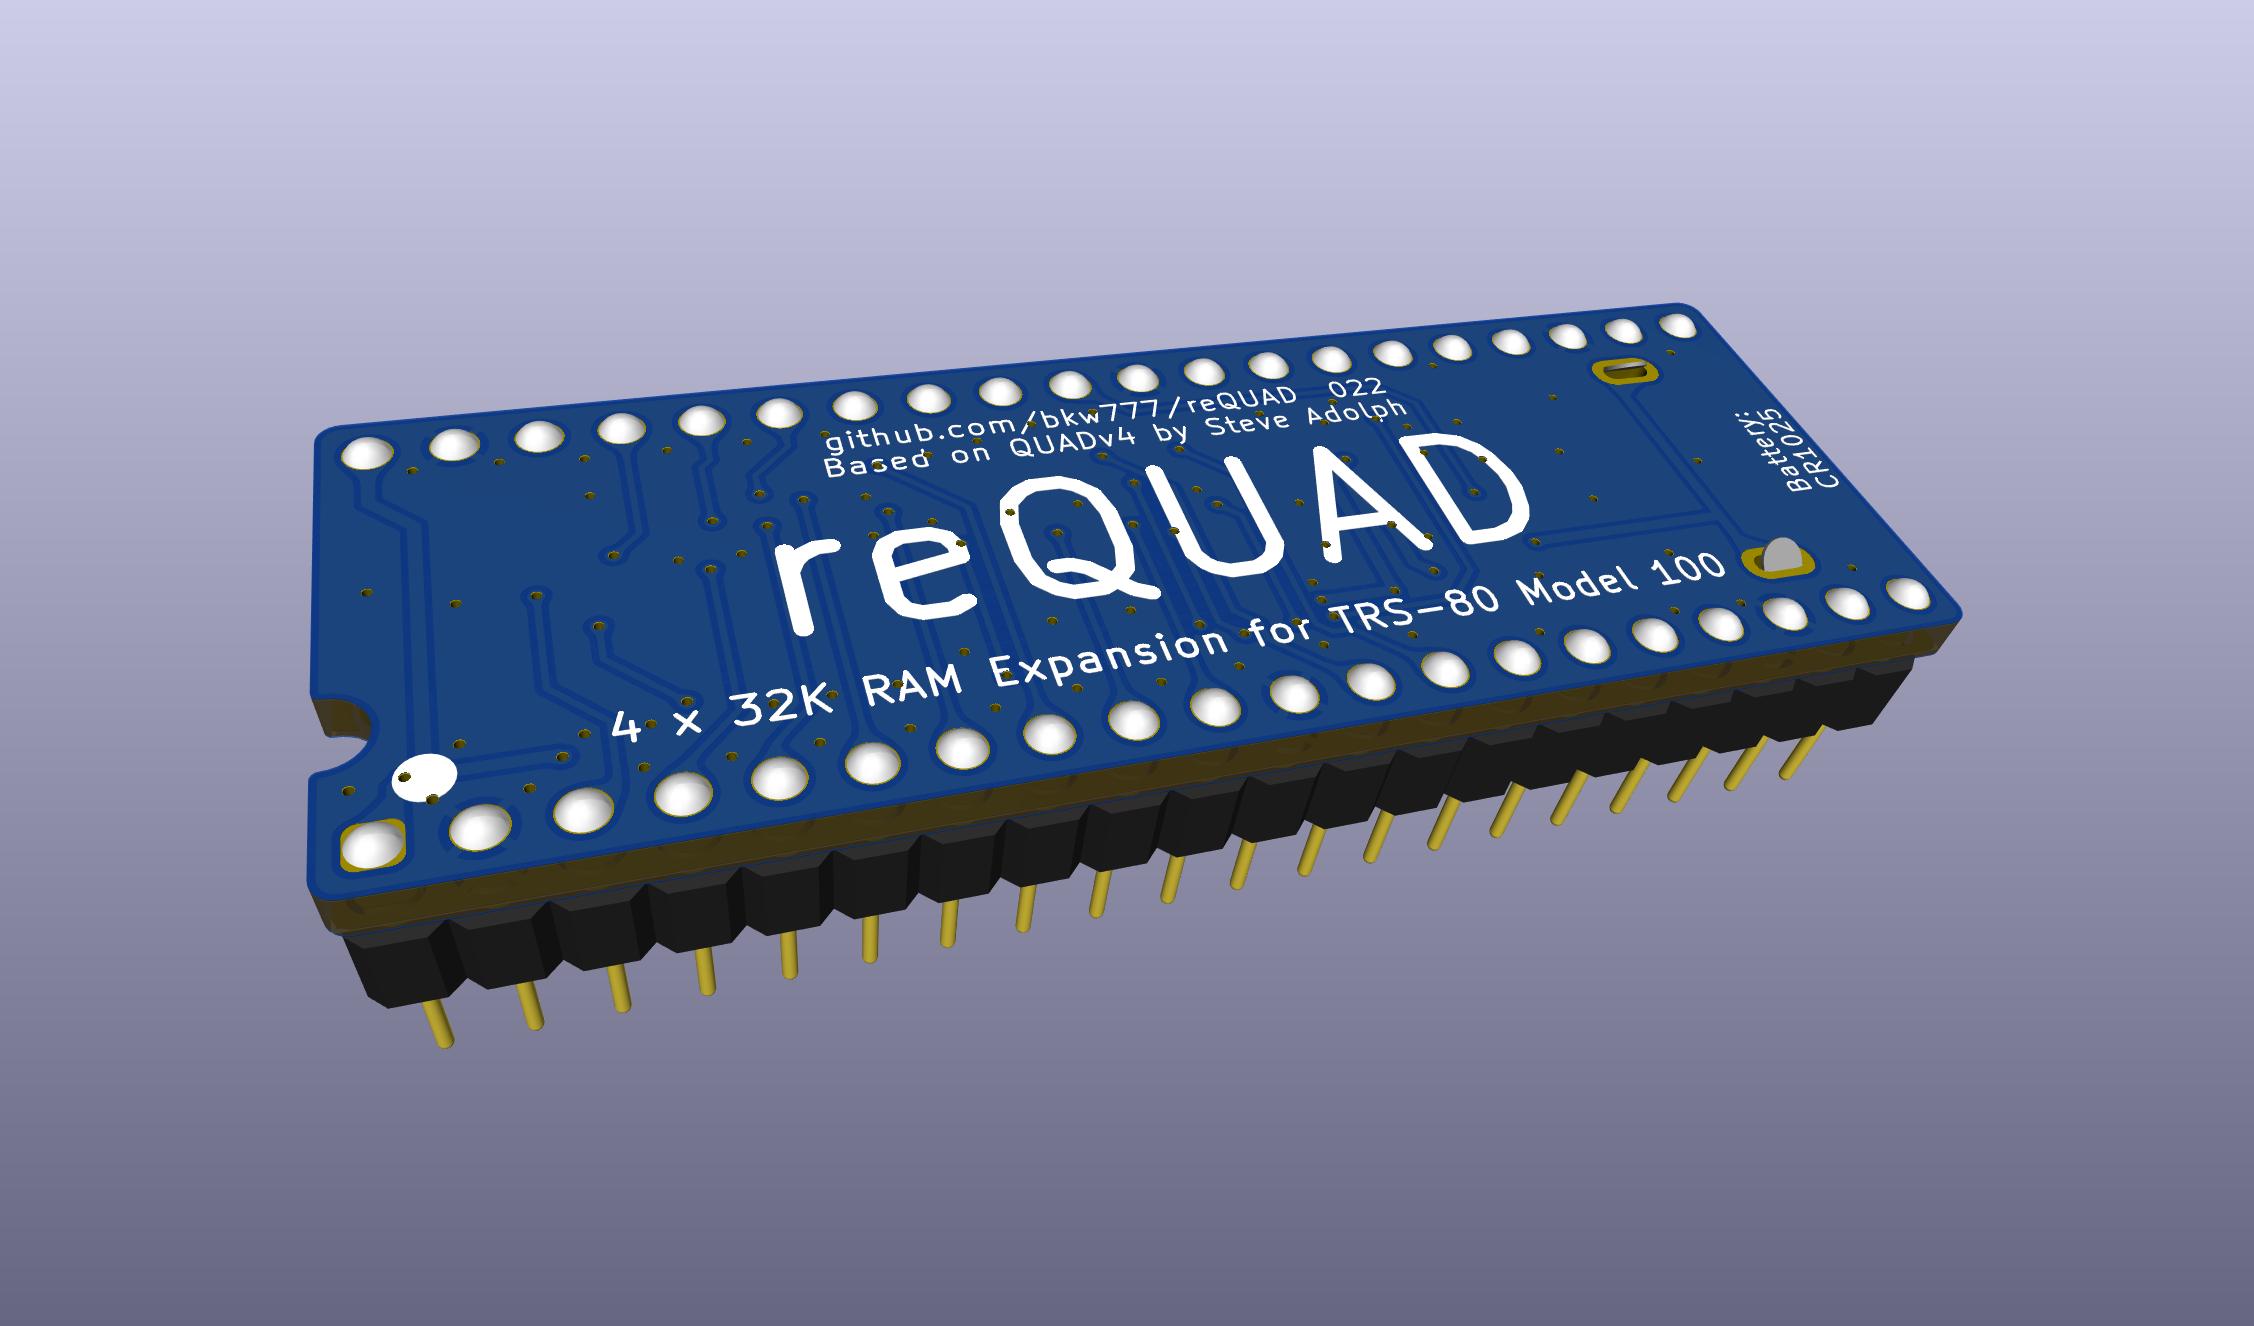 github.com/bkw777/reQUAD 022
Based on QUADv4 by Steve Adolph
reQUAD
4 x 32K RAM Expansion for TRS-80 Model 100
Battery:
CR1025